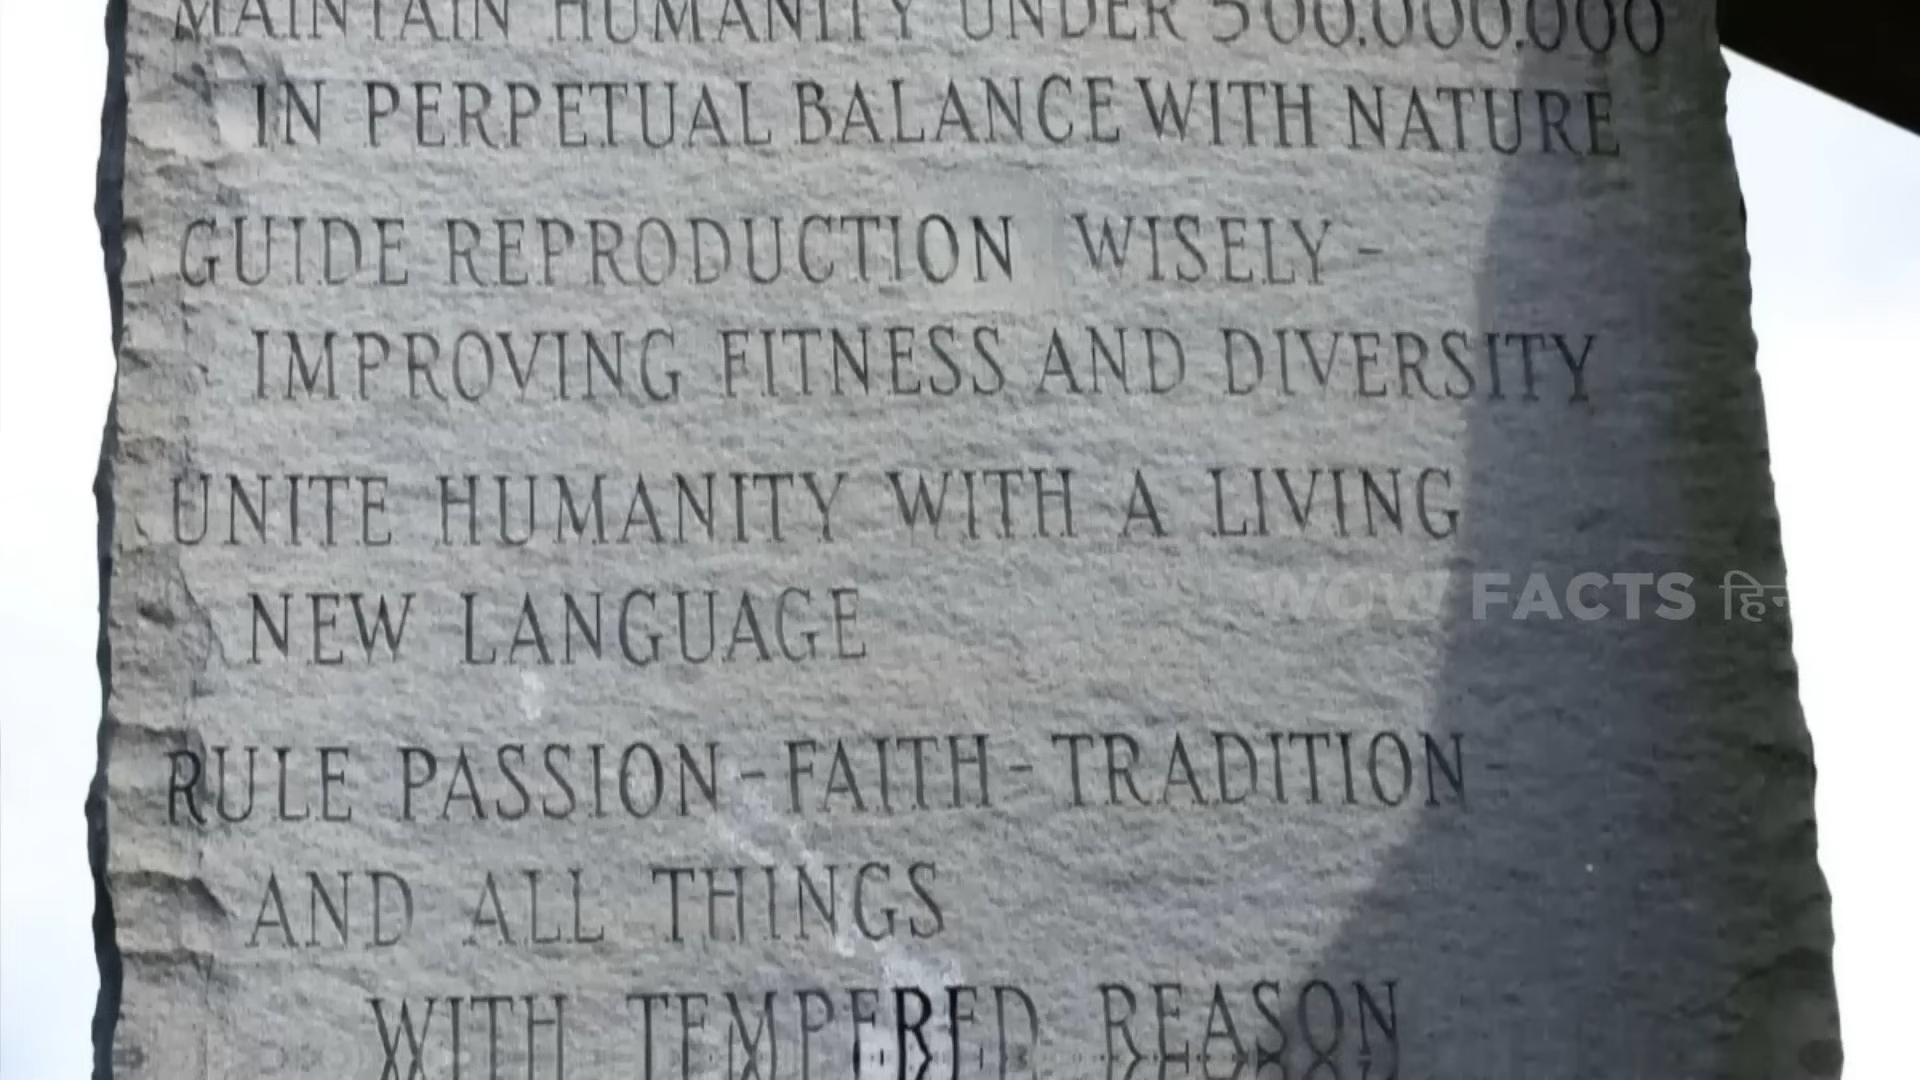 MAINTAIN HUMANITY UNDER 500,000,000
IN PERPETUAL BALANCE WITH NATURE
GUIDE REPRODUCTION WISELY -
IMPROVING FITNESS AND DIVERSITY
UNITE HUMANITY WITH A LIVING
NEW LANGUAGE
WOW FACTS
RULE PASSION - FAITH - TRADITION -
AND ALL THINGS
WITH TEMPERED REASON